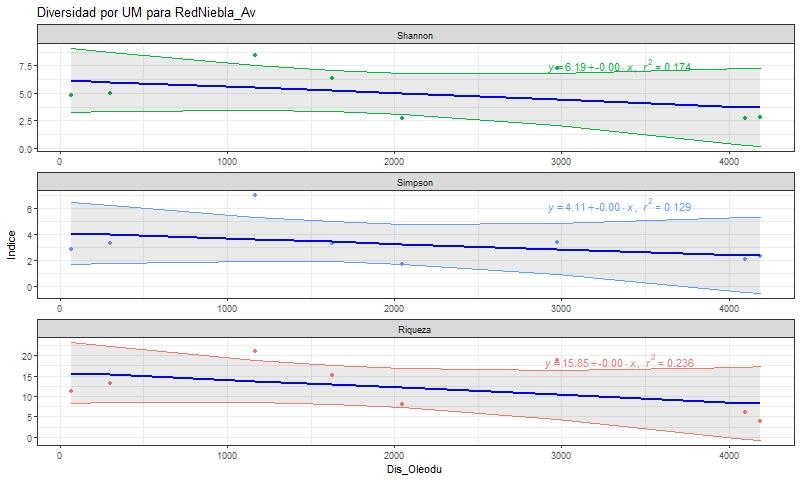 Diversidad por UM para RedNiebla_Av
Shannon
y = 6.19 + -0.00 · x, r² = 0.174
7.5
5.0
2.5
0.0
0 1000 2000 3000 4000
Simpson
y = 4.11 + -0.00 · x, r² = 0.129
6
4
2
0
0 1000 2000 3000 4000
Indice
Riqueza
y = 15.85 + -0.00 · x, r² = 0.236
20
15
10
5
0
0 1000 2000 3000 4000
Dis_Oleodu